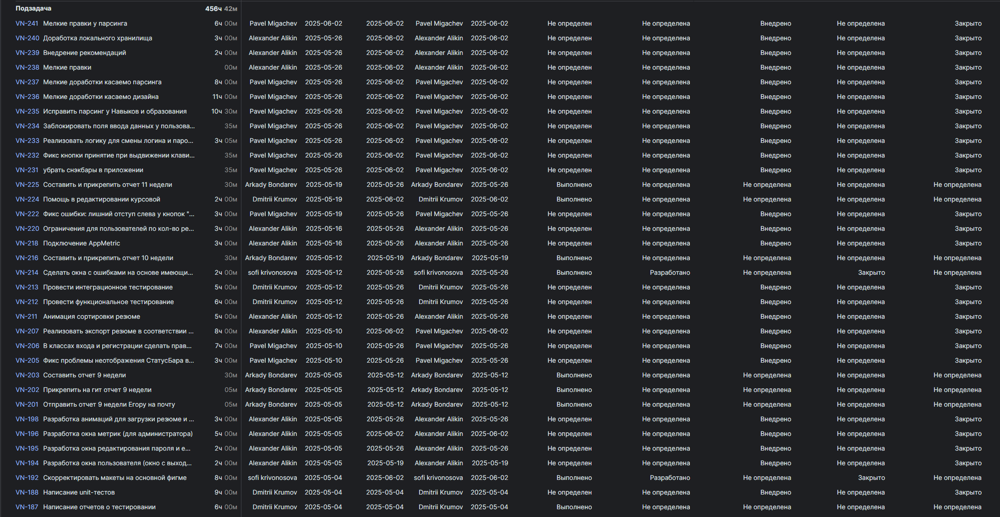 Подзадача 456ч 42м
VN-241 Мелкие правки у парсинга 6ч 00м Pavel Migachev 2025-06-02 2025-06-02 Pavel Migachev 2025-06-02 Не определен Не определена Внедрено Не определена Закрыто
VN-240 Доработка локального хранилища 3ч 00м Alexander Alikin 2025-05-26 2025-06-02 Alexander Alikin 2025-06-02 Не определен Не определена Внедрено Не определена Закрыто
VN-239 Внедрение рекомендаций 2ч 00м Alexander Alikin 2025-05-26 2025-06-02 Alexander Alikin 2025-06-02 Не определен Не определена Внедрено Не определена Закрыто
VN-238 Мелкие правки 00м Alexander Alikin 2025-05-26 2025-06-02 Alexander Alikin 2025-06-02 Не определен Не определена Внедрено Не определена Закрыто
VN-237 Мелкие доработки касаемо парсинга 8ч 00м Pavel Migachev 2025-05-26 2025-06-02 Pavel Migachev 2025-06-02 Не определен Не определена Внедрено Не определена Закрыто
VN-236 Мелкие доработки касаемо дизайна 11ч 00м Pavel Migachev 2025-05-26 2025-06-02 Pavel Migachev 2025-06-02 Не определен Не определена Внедрено Не определена Закрыто
VN-235 Исправить парсинг у Навыков и образования 10ч 30м Pavel Migachev 2025-05-26 2025-06-02 Pavel Migachev 2025-06-02 Не определен Не определена Внедрено Не определена Закрыто
VN-234 Заблокировать поля ввода данных у пользова... 35м Pavel Migachev 2025-05-26 2025-06-02 Pavel Migachev 2025-06-02 Не определен Не определена Внедрено Не определена Закрыто
VN-233 Реализовать логику для смены логина и паро... 3ч 05м Pavel Migachev 2025-05-26 2025-06-02 Pavel Migachev 2025-06-02 Не определен Не определена Внедрено Не определена Закрыто
VN-232 Фикс кнопки принятие при выдвижении клави... 35м Pavel Migachev 2025-05-26 2025-06-02 Pavel Migachev 2025-06-02 Не определен Не определена Внедрено Не определена Закрыто
VN-231 убрать снэкбары в приложении 35м Pavel Migachev 2025-05-26 2025-06-02 Pavel Migachev 2025-06-02 Не определен Не определена Внедрено Не определена Закрыто
VN-225 Составить и прикрепить отчет 11 недели 30м Arkady Bondarev 2025-05-19 2025-05-26 Arkady Bondarev 2025-05-26 Выполнено Не определена Не определена Не определена Не определена
VN-224 Помощь в редактировании курсовой 2ч 00м Dmitrii Krumov 2025-05-19 2025-06-02 Dmitrii Krumov 2025-06-02 Выполнено Не определена Не определена Не определена Не определена
VN-222 Фикс ошибки: лишний отступ слева у кнопок "... 3ч 00м Pavel Migachev 2025-05-19 2025-05-26 Pavel Migachev 2025-05-26 Не определен Не определена Внедрено Не определена Закрыто
VN-220 Ограничения для пользователей по кол-во ре... 3ч 00м Alexander Alikin 2025-05-16 2025-05-26 Alexander Alikin 2025-05-26 Не определен Не определена Внедрено Не определена Закрыто
VN-218 Подключение AppMetric 3ч 00м Alexander Alikin 2025-05-16 2025-05-26 Alexander Alikin 2025-05-26 Не определен Не определена Внедрено Не определена Закрыто
VN-216 Составить и прикрепить отчет 10 недели 30м Arkady Bondarev 2025-05-12 2025-05-19 Arkady Bondarev 2025-05-19 Выполнено Не определена Не определена Не определена Не определена
VN-214 Сделать окна с ошибками на основе имеющи... 2ч 00м sofi krivonosova 2025-05-12 2025-05-26 sofi krivonosova 2025-05-26 Выполнено Разработано Не определена Закрыто Не определена
VN-213 Провести интеграционное тестирование 5ч 00м Dmitrii Krumov 2025-05-12 2025-05-26 Dmitrii Krumov 2025-05-26 Не определен Не определена Внедрено Не определена Закрыто
VN-212 Провести функциональное тестирование 6ч 00м Dmitrii Krumov 2025-05-12 2025-05-26 Dmitrii Krumov 2025-05-26 Не определен Не определена Внедрено Не определена Закрыто
VN-211 Анимация сортировки резюме 5ч 00м Alexander Alikin 2025-05-12 2025-05-26 Alexander Alikin 2025-05-26 Не определен Не определена Внедрено Не определена Закрыто
VN-207 Реализовать экспорт резюме в соответствии ... 8ч 00м Alexander Alikin 2025-05-10 2025-06-02 Pavel Migachev 2025-06-02 Не определен Не определена Внедрено Не определена Закрыто
VN-206 В классах входа и регистрации сделать прав... 7ч 00м Pavel Migachev 2025-05-10 2025-05-26 Pavel Migachev 2025-05-26 Не определен Не определена Внедрено Не определена Закрыто
VN-205 Фикс проблемы неотображения СтатусБара в... 3ч 00м Pavel Migachev 2025-05-10 2025-05-26 Pavel Migachev 2025-05-26 Не определен Не определена Внедрено Не определена Закрыто
VN-203 Составить отчет 9 недели 30м Arkady Bondarev 2025-05-05 2025-05-12 Arkady Bondarev 2025-05-12 Выполнено Не определена Не определена Не определена Не определена
VN-202 Прикрепить на гит отчет 9 недели 05м Arkady Bondarev 2025-05-05 2025-05-12 Arkady Bondarev 2025-05-12 Выполнено Не определена Не определена Не определена Не определена
VN-201 Отправить отчет 9 недели Егору на почту 05м Arkady Bondarev 2025-05-05 2025-05-12 Arkady Bondarev 2025-05-12 Выполнено Не определена Не определена Не определена Не определена
VN-198 Разработка анимаций для загрузки резюме и ... 3ч 00м Alexander Alikin 2025-05-05 2025-05-26 Alexander Alikin 2025-05-26 Не определен Не определена Внедрено Не определена Закрыто
VN-196 Разработка окна метрик (для администратора) 5ч 00м Alexander Alikin 2025-05-05 2025-06-02 Alexander Alikin 2025-06-02 Не определен Не определена Внедрено Не определена Закрыто
VN-195 Разработка окна редактирования пароля и е... 2ч 00м Alexander Alikin 2025-05-05 2025-05-26 Alexander Alikin 2025-05-26 Не определен Не определена Внедрено Не определена Закрыто
VN-194 Разработка окна пользователя (окно с выход... 2ч 00м Alexander Alikin 2025-05-05 2025-05-19 Alexander Alikin 2025-05-19 Не определен Не определена Внедрено Не определена Закрыто
VN-192 Скорректировать макеты на основной фигме 8ч 00м sofi krivonosova 2025-05-04 2025-06-02 sofi krivonosova 2025-06-02 Выполнено Разработано Не определена Закрыто Не определена
VN-188 Написание unit-тестов 9ч 00м Dmitrii Krumov 2025-05-04 2025-05-04 Dmitrii Krumov 2025-05-04 Не определен Не определена Внедрено Не определена Закрыто
VN-187 Написание отчетов о тестировании 6ч 00м Dmitrii Krumov 2025-05-04 2025-05-04 Dmitrii Krumov 2025-05-04 Выполнено Не определена Не определена Не определена Не определена